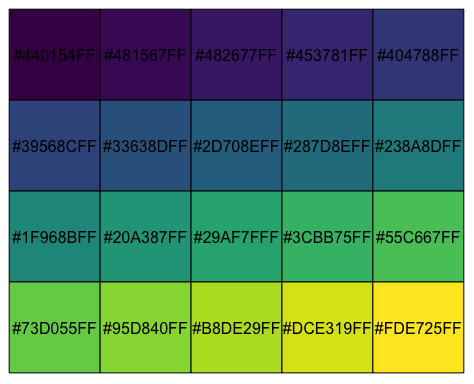 #440154FF #481567FF #482677FF #453781FF #404788FF
#39568CFF #33638DFF #2D708EFF #287D8EFF #238A8DFF
#1F968BFF #20A387FF #29AF7FFF #3CBB75FF #55C667FF
#73D055FF #95D840FF #B8DE29FF #DCE319FF #FDE725FF